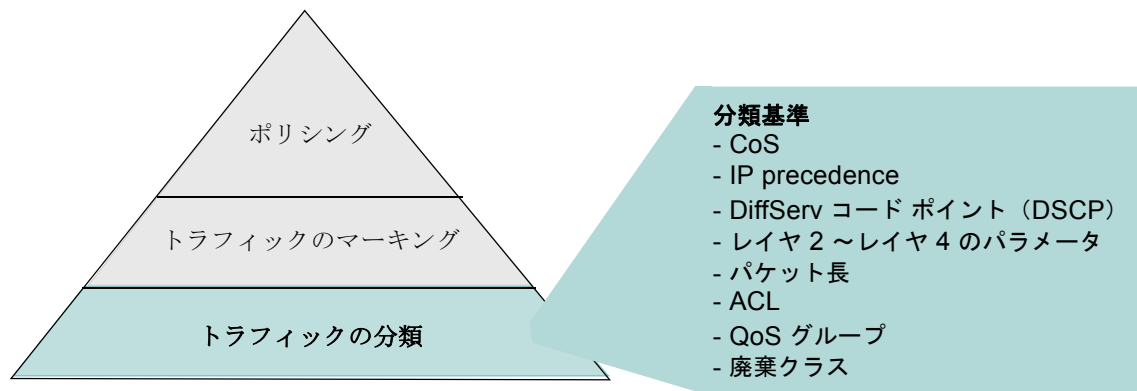 ポリシング
トラフィックのマーキング
トラフィックの分類
分類基準
- CoS
- IP precedence
- DiffServ コード ポイント（DSCP）
- レイヤ 2 ～レイヤ 4 のパラメータ
- パケット長
- ACL
- QoS グループ
- 廃棄クラス